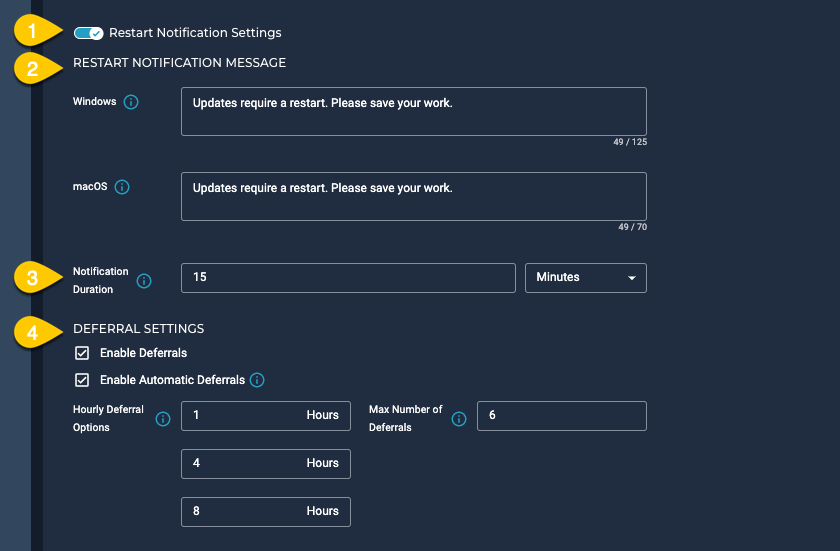 1 Restart Notification Settings
2 RESTART NOTIFICATION MESSAGE
Windows Updates require a restart. Please save your work.
49 / 125
macOS Updates require a restart. Please save your work.
49 / 70
3 Notification Duration 15 Minutes
4 DEFERRAL SETTINGS
Enable Deferrals
Enable Automatic Deferrals
Hourly Deferral Options 1 Hours Max Number of Deferrals 6
4 Hours
8 Hours